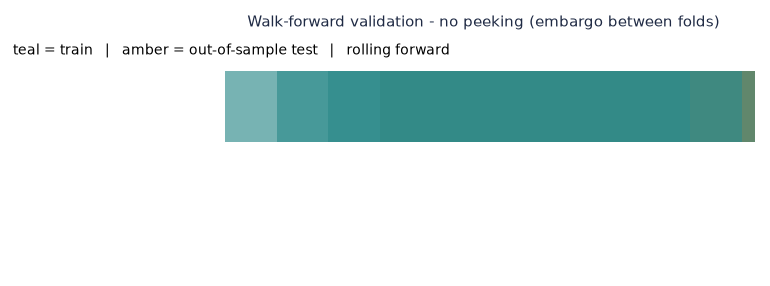 Walk-forward validation - no peeking (embargo between folds)
teal = train | amber = out-of-sample test | rolling forward